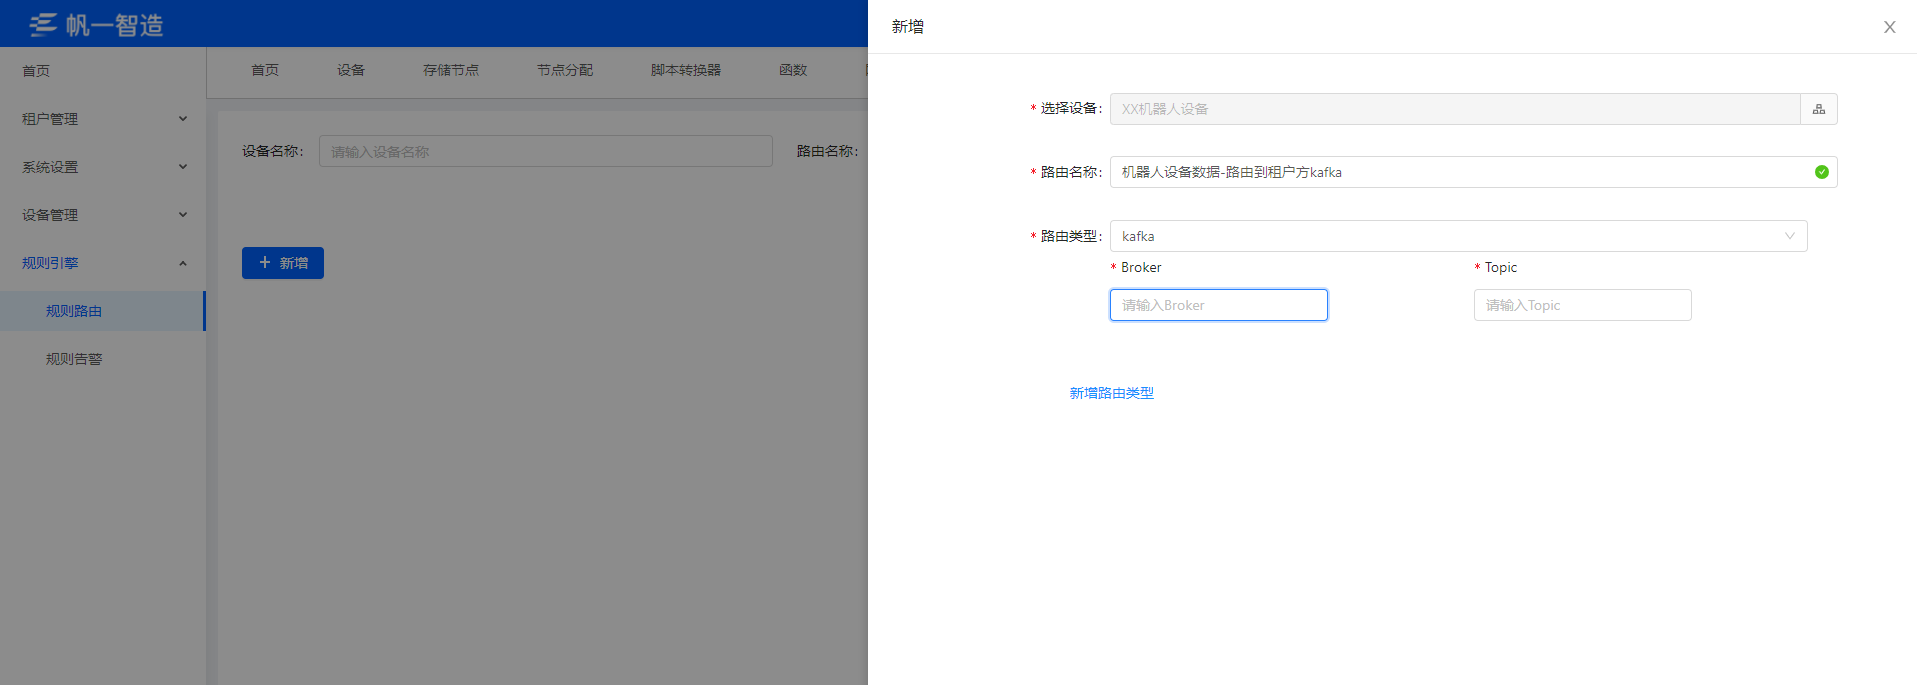 帆一智造
首页
租户管理
系统设置
设备管理
规则引擎
规则路由
规则告警
首页 设备 存储节点 节点分配 脚本转换器 函数
设备名称: 请输入设备名称 路由名称:
+ 新增
新增
* 选择设备: XX机器人设备
* 路由名称: 机器人设备数据-路由到租户方kafka
* 路由类型: kafka
* Broker * Topic
请输入Broker 请输入Topic
新增路由类型